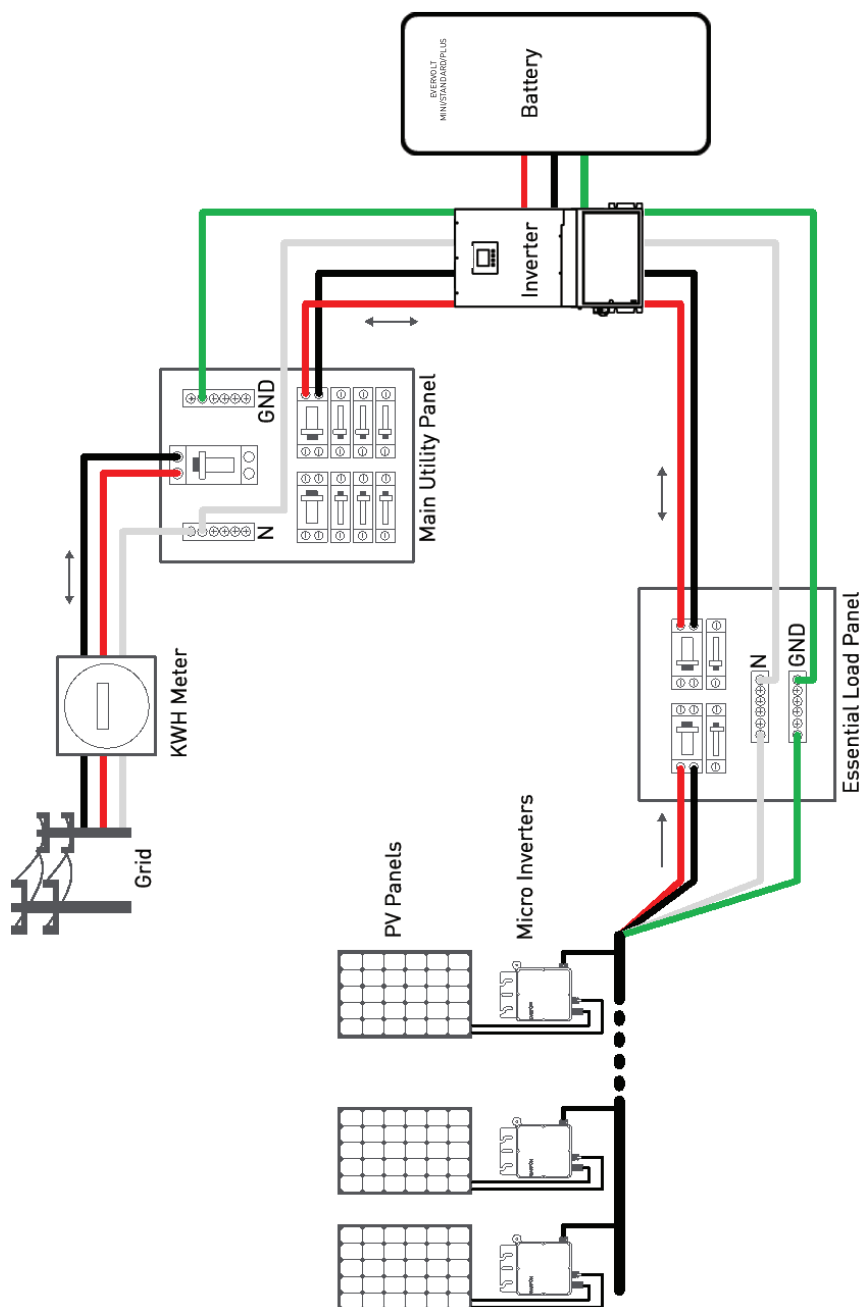 EVERVOLT
MINI/STANDARD/PLUS
Battery
Inverter
GND
N
Main Utility Panel
KWH Meter
Grid
N
GND
Essential Load Panel
PV Panels
Micro Inverters